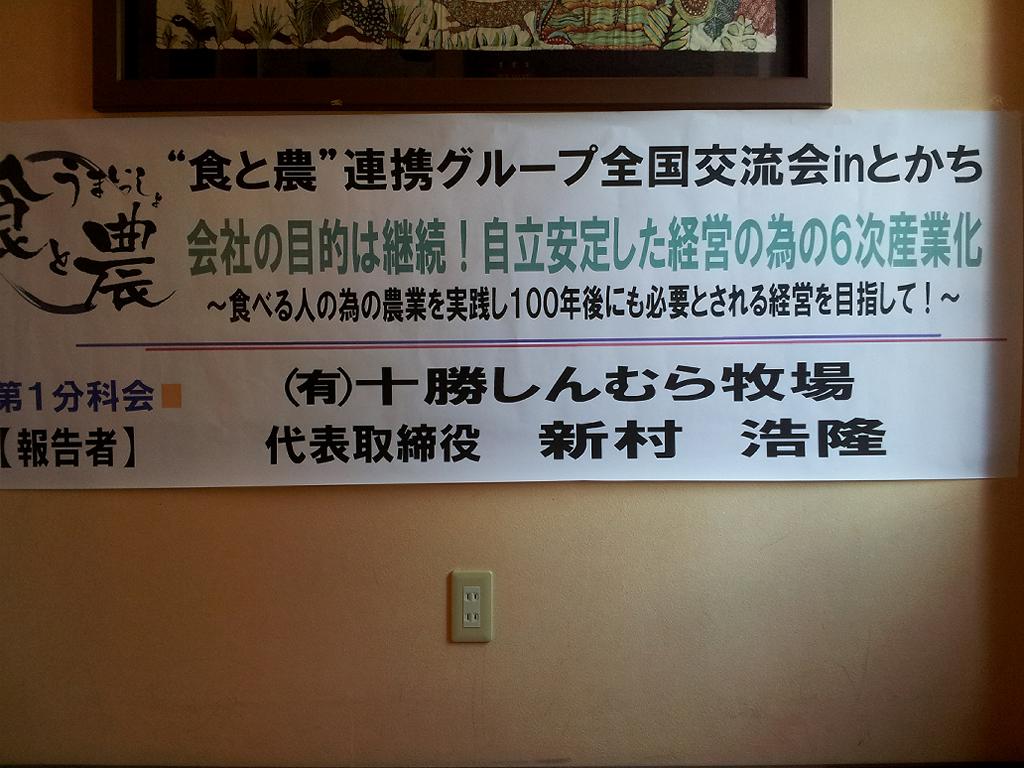 うまいっしょ
食と農
“食と農”連携グループ全国交流会inとかち
会社の目的は継続！自立安定した経営の為の6次産業化
～食べる人の為の農業を実践し100年後にも必要とされる経営を目指して！～
第1分科会
(有)十勝しんむら牧場
【報告者】 代表取締役 新村 浩隆